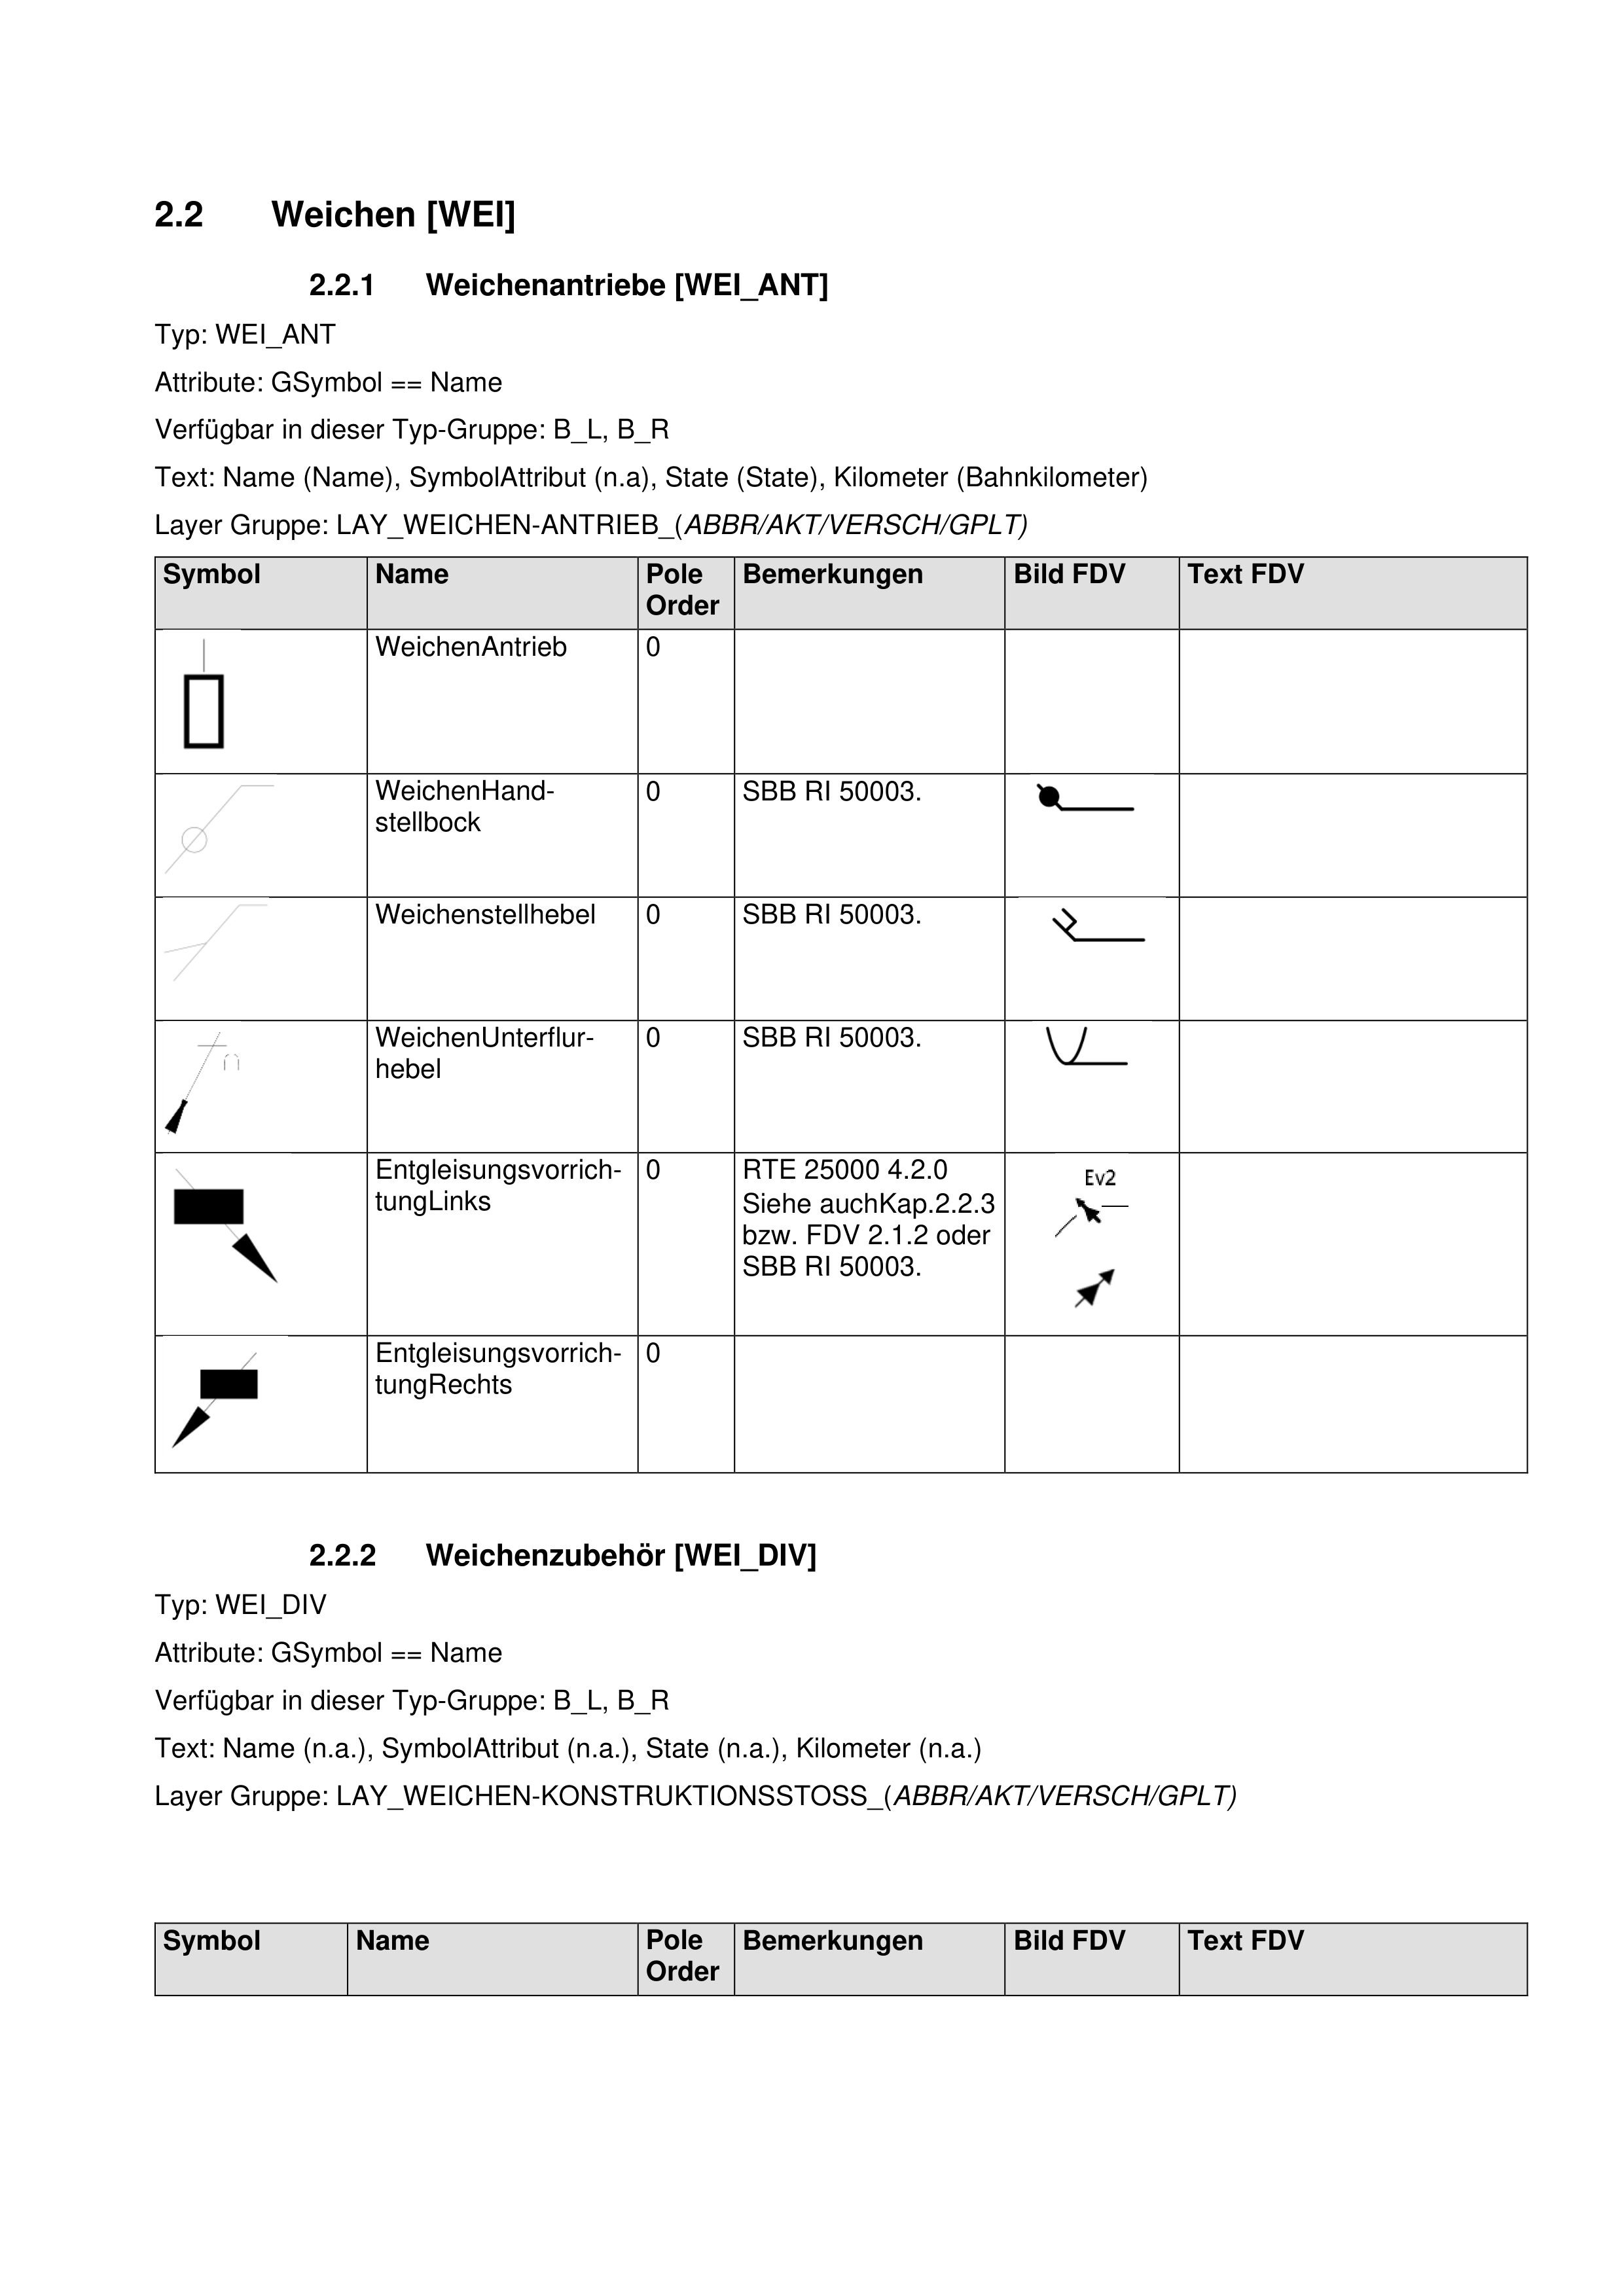 2.2 Weichen [WEI]
2.2.1 Weichenantriebe [WEI_ANT]
Typ: WEI_ANT
Attribute: GSymbol == Name
Verfügbar in dieser Typ-Gruppe: B_L, B_R
Text: Name (Name), SymbolAttribut (n.a), State (State), Kilometer (Bahnkilometer)
Layer Gruppe: LAY_WEICHEN-ANTRIEB_(ABBR/AKT/VERSCH/GPLT)
Symbol Name Pole Bemerkungen Bild FDV Text FDV
Order
WeichenAntrieb 0
WeichenHand- 0 SBB RI 50003.
stellbock
Weichenstellhebel 0 SBB RI 50003.
WeichenUnterflur- 0 SBB RI 50003.
hebel
EntgleisungsvorrichtungLinks 0 RTE 25000 4.2.0 Ev2
Siehe auchKap.2.2.3
bzw. FDV 2.1.2 oder
SBB RI 50003.
Entgleisungsvorrich- 0
tungRechts
2.2.2 Weichenzubehör [WEI_DIV]
Typ: WEI_DIV
Attribute: GSymbol == Name
Verfügbar in dieser Typ-Gruppe: B_L, B_R
Text: Name (n.a.), SymbolAttribut (n.a.), State (n.a.), Kilometer (n.a.)
Layer Gruppe: LAY_WEICHEN-KONSTRUKTIONSSTOSS_(ABBR/AKT/VERSCH/GPLT)
Symbol Name Pole Bemerkungen Bild FDV Text FDV
Order